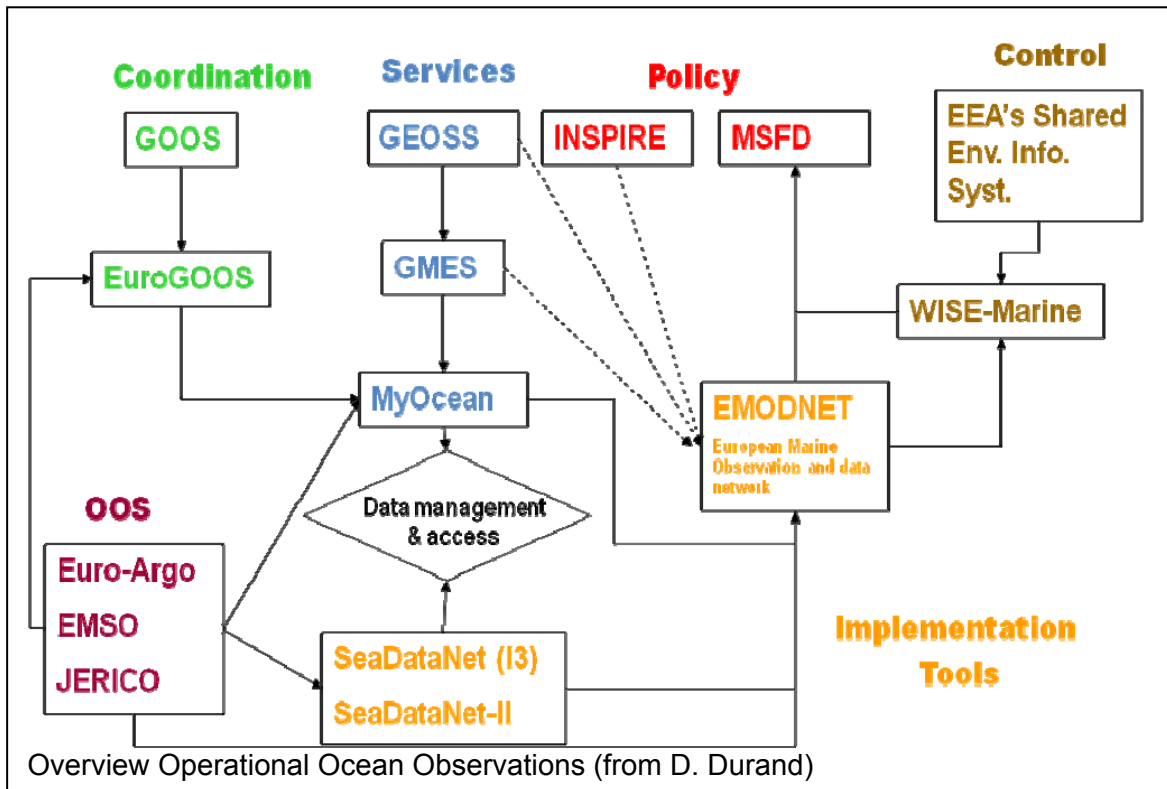 Coordination
Services
Policy
Control
GOOS
GEOSS
INSPIRE
MSFD
EEA's Shared
Env. Info.
Syst.
EuroGOOS
GMES
WISE-Marine
MyOcean
EMODNET
European Marine
Observation and data
network
Data management
& access
OOS
Euro-Argo
EMSO
JERICO
SeaDataNet (I3)
SeaDataNet-II
Implementation
Tools
Overview Operational Ocean Observations (from D. Durand)